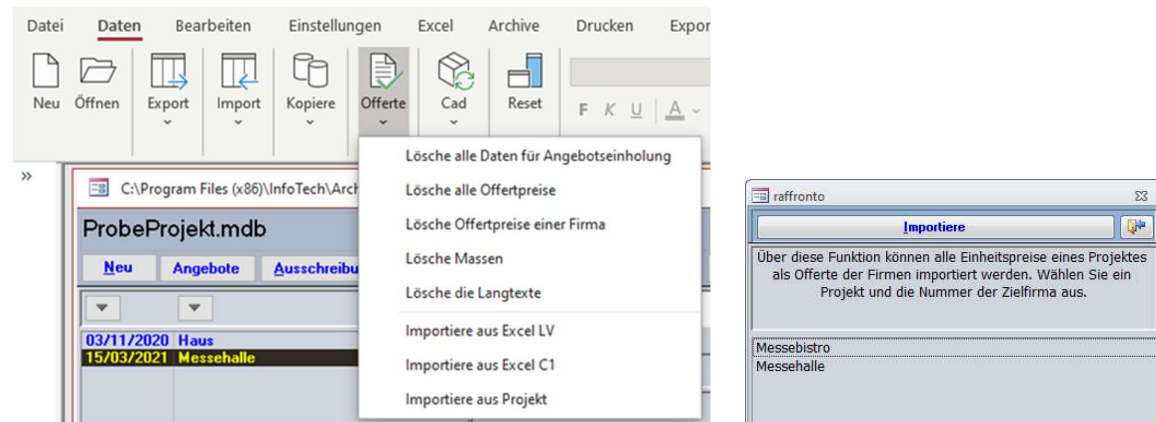 Datei Daten Bearbeiten Einstellungen Excel Archive Drucken Expor
Neu Öffnen Export Import Kopiere Offerte Cad Reset
F K U A
» C:\Program Files (x86)\InfoTech\Arch
ProbeProjekt.mdb
Neu Angebote Ausschreibu
03/11/2020 Haus
15/03/2021 Messehalle
Lösche alle Daten für Angebotseinholung
Lösche alle Offertpreise
Lösche Offertpreise einer Firma
Lösche Massen
Lösche die Langtexte
Importiere aus Excel LV
Importiere aus Excel C1
Importiere aus Projekt
raffronto
Importiere
Über diese Funktion können alle Einheitspreise eines Projektes
als Offerte der Firmen importiert werden. Wählen Sie ein
Projekt und die Nummer der Zielfirma aus.
Messebistro
Messehalle